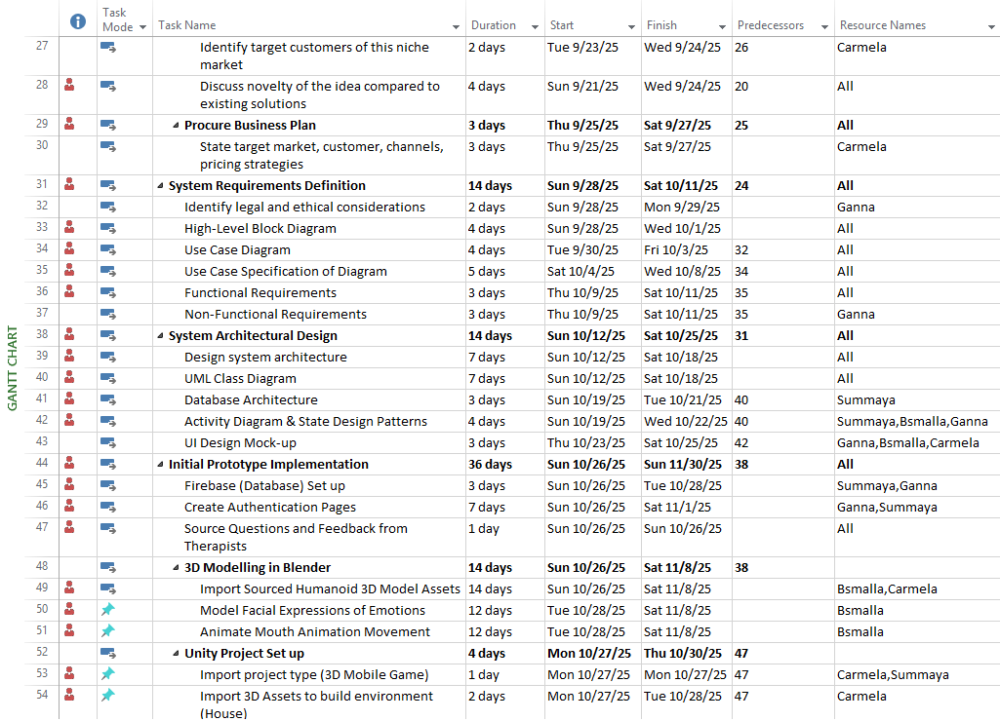 Task Mode Task Name Duration Start Finish Predecessors Resource Names
27 Identify target customers of this niche market 2 days Tue 9/23/25 Wed 9/24/25 26 Carmela
28 Discuss novelty of the idea compared to existing solutions 4 days Sun 9/21/25 Wed 9/24/25 20 All
29 Procure Business Plan 3 days Thu 9/25/25 Sat 9/27/25 25 All
30 State target market, customer, channels, pricing strategies 3 days Thu 9/25/25 Sat 9/27/25 Carmela
31 System Requirements Definition 14 days Sun 9/28/25 Sat 10/11/25 24 All
32 Identify legal and ethical considerations 2 days Sun 9/28/25 Mon 9/29/25 Ganna
33 High-Level Block Diagram 4 days Sun 9/28/25 Wed 10/1/25 All
34 Use Case Diagram 4 days Tue 9/30/25 Fri 10/3/25 32 All
35 Use Case Specification of Diagram 5 days Sat 10/4/25 Wed 10/8/25 34 All
36 Functional Requirements 3 days Thu 10/9/25 Sat 10/11/25 35 All
37 Non-Functional Requirements 3 days Thu 10/9/25 Sat 10/11/25 35 Ganna
38 System Architectural Design 14 days Sun 10/12/25 Sat 10/25/25 31 All
39 Design system architecture 7 days Sun 10/12/25 Sat 10/18/25 All
40 UML Class Diagram 7 days Sun 10/12/25 Sat 10/18/25 All
41 Database Architecture 3 days Sun 10/19/25 Tue 10/21/25 40 Summaya
42 Activity Diagram & State Design Patterns 4 days Sun 10/19/25 Wed 10/22/25 40 Summaya,Bsmalla,Ganna
43 UI Design Mock-up 3 days Thu 10/23/25 Sat 10/25/25 42 Ganna,Bsmalla,Carmela
44 Initial Prototype Implementation 36 days Sun 10/26/25 Sun 11/30/25 38 All
45 Firebase (Database) Set up 3 days Sun 10/26/25 Tue 10/28/25 Summaya,Ganna
46 Create Authentication Pages 7 days Sun 10/26/25 Sat 11/1/25 Ganna,Summaya
47 Source Questions and Feedback from Therapists 1 day Sun 10/26/25 Sun 10/26/25 All
48 3D Modelling in Blender 14 days Sun 10/26/25 Sat 11/8/25 38
49 Import Sourced Humanoid 3D Model Assets 14 days Sun 10/26/25 Sat 11/8/25 Bsmalla,Carmela
50 Model Facial Expressions of Emotions 12 days Tue 10/28/25 Sat 11/8/25 Bsmalla
51 Animate Mouth Animation Movement 12 days Tue 10/28/25 Sat 11/8/25 Bsmalla
52 Unity Project Set up 4 days Mon 10/27/25 Thu 10/30/25 47
53 Import project type (3D Mobile Game) 1 day Mon 10/27/25 Mon 10/27/25 47 Carmela,Summaya
54 Import 3D Assets to build environment (House) 2 days Mon 10/27/25 Tue 10/28/25 47 Carmela
GANTT CHART